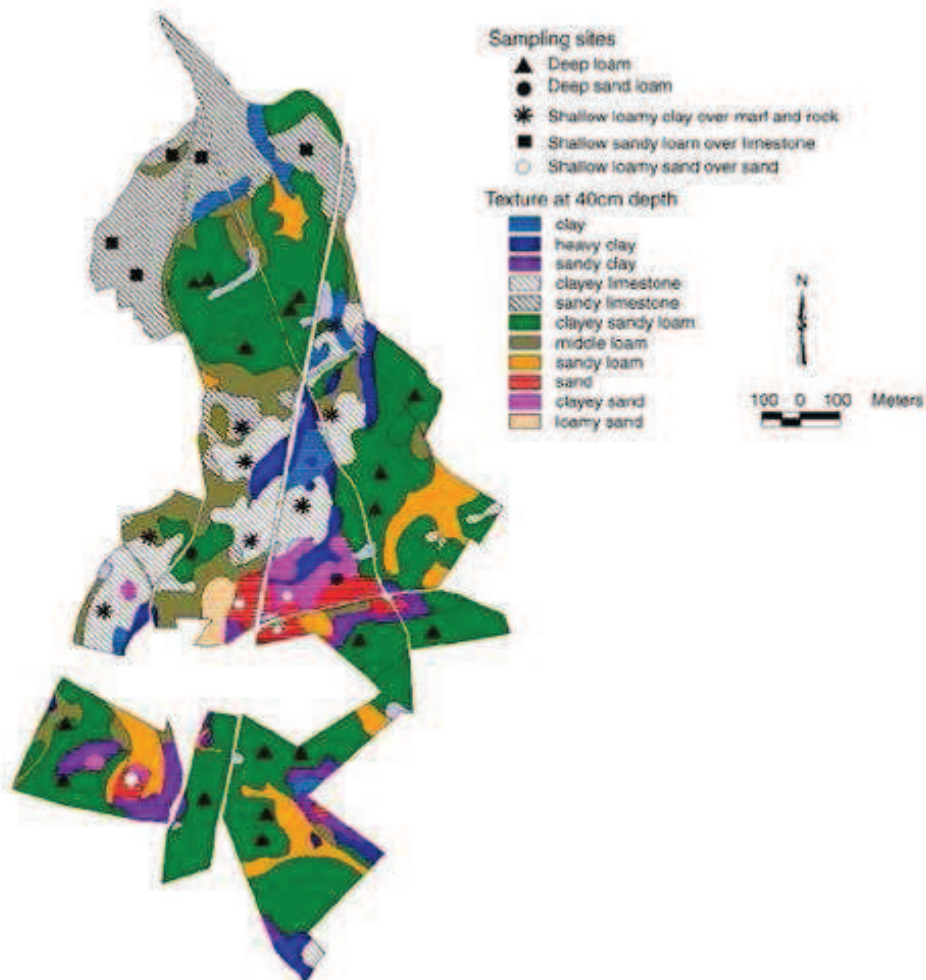 Sampling sites
Deep loam
Deep sand loam
Shallow loamy clay over marl and rock
Shallow sandy loam over limestone
Shallow loamy sand over sand
Texture at 40cm depth
clay
heavy clay
sandy clay
clayey limestone
sandy limestone
clayey sandy loam
middle loam
sandy loam
sand
clayey sand
loamy sand
N
100 0 100 Meters